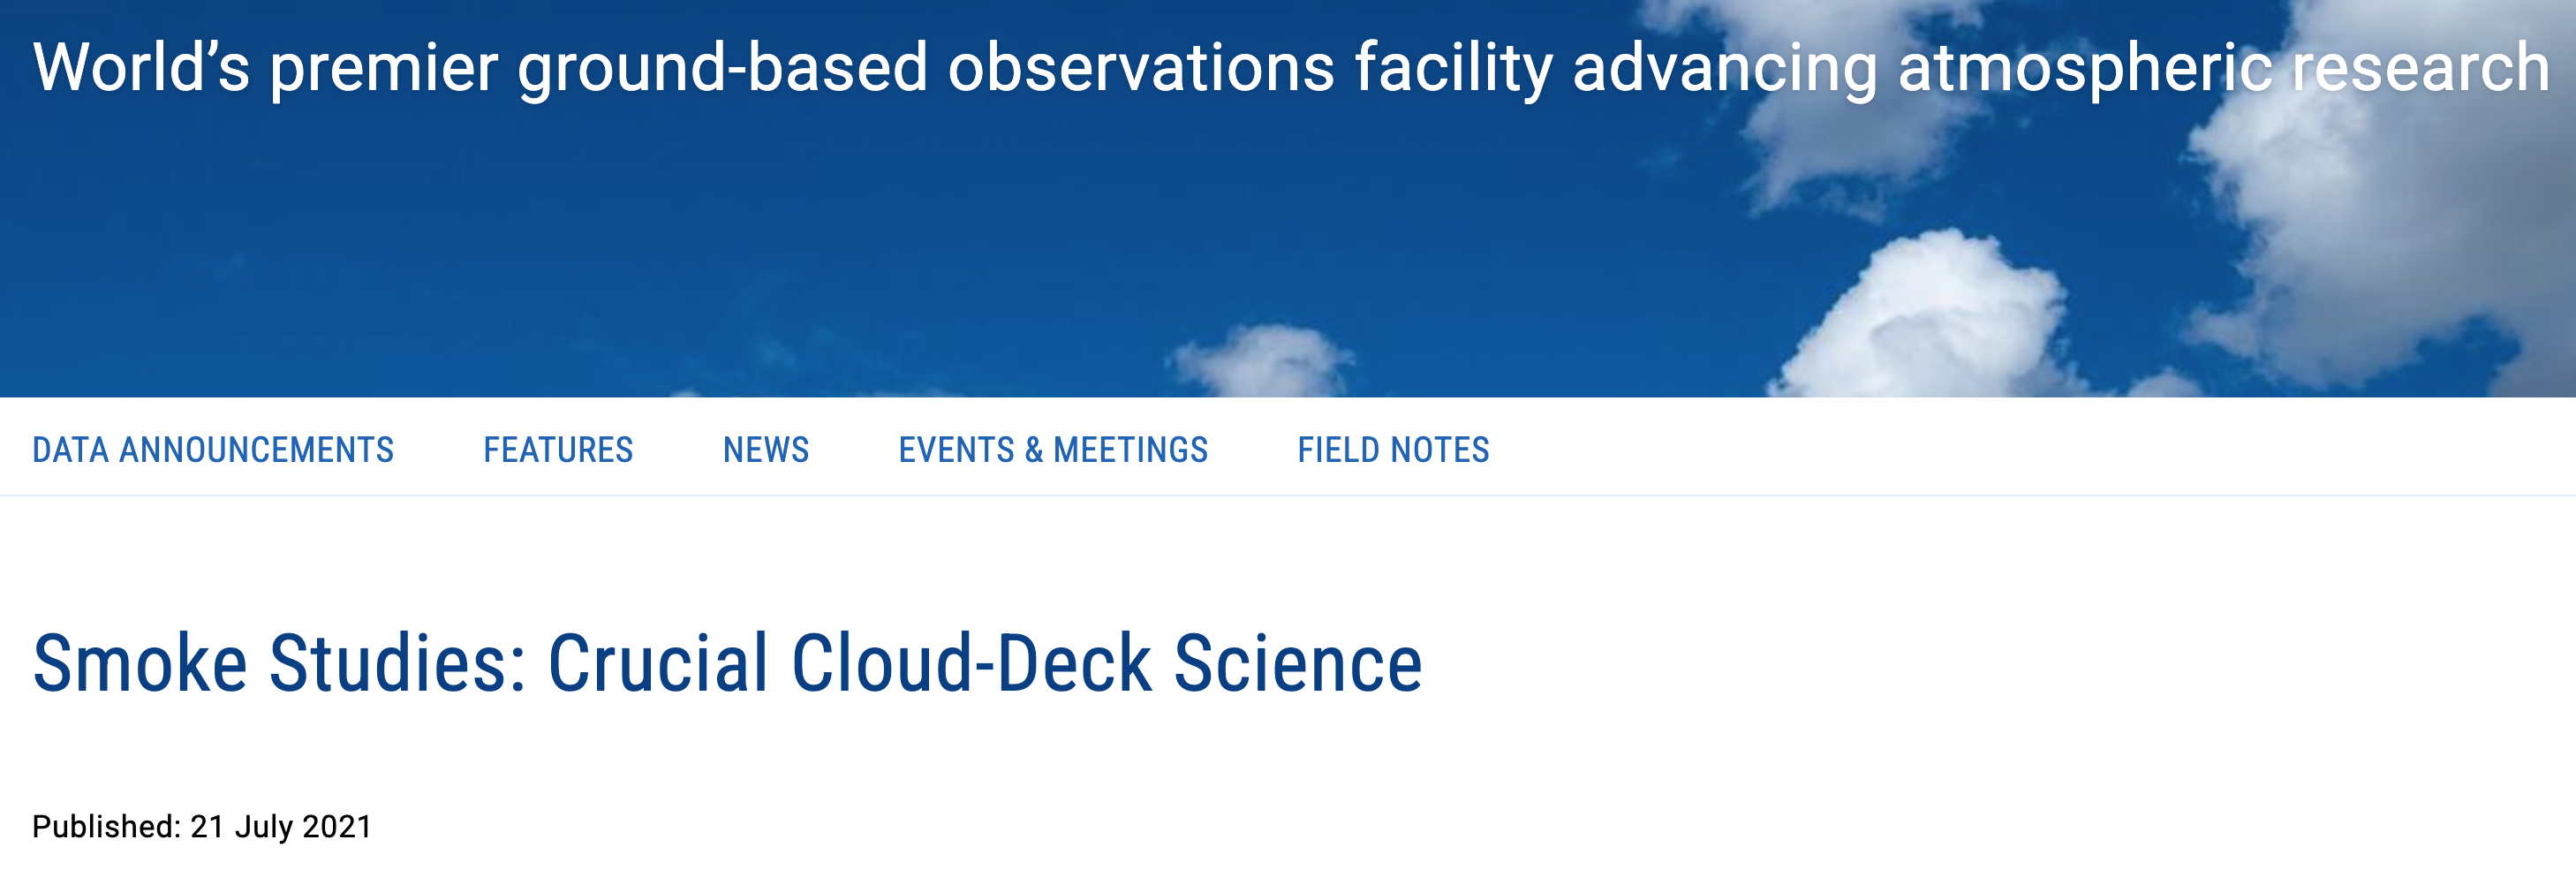 World’s premier ground-based observations facility advancing atmospheric research
DATA ANNOUNCEMENTS FEATURES NEWS EVENTS & MEETINGS FIELD NOTES
Smoke Studies: Crucial Cloud-Deck Science
Published: 21 July 2021